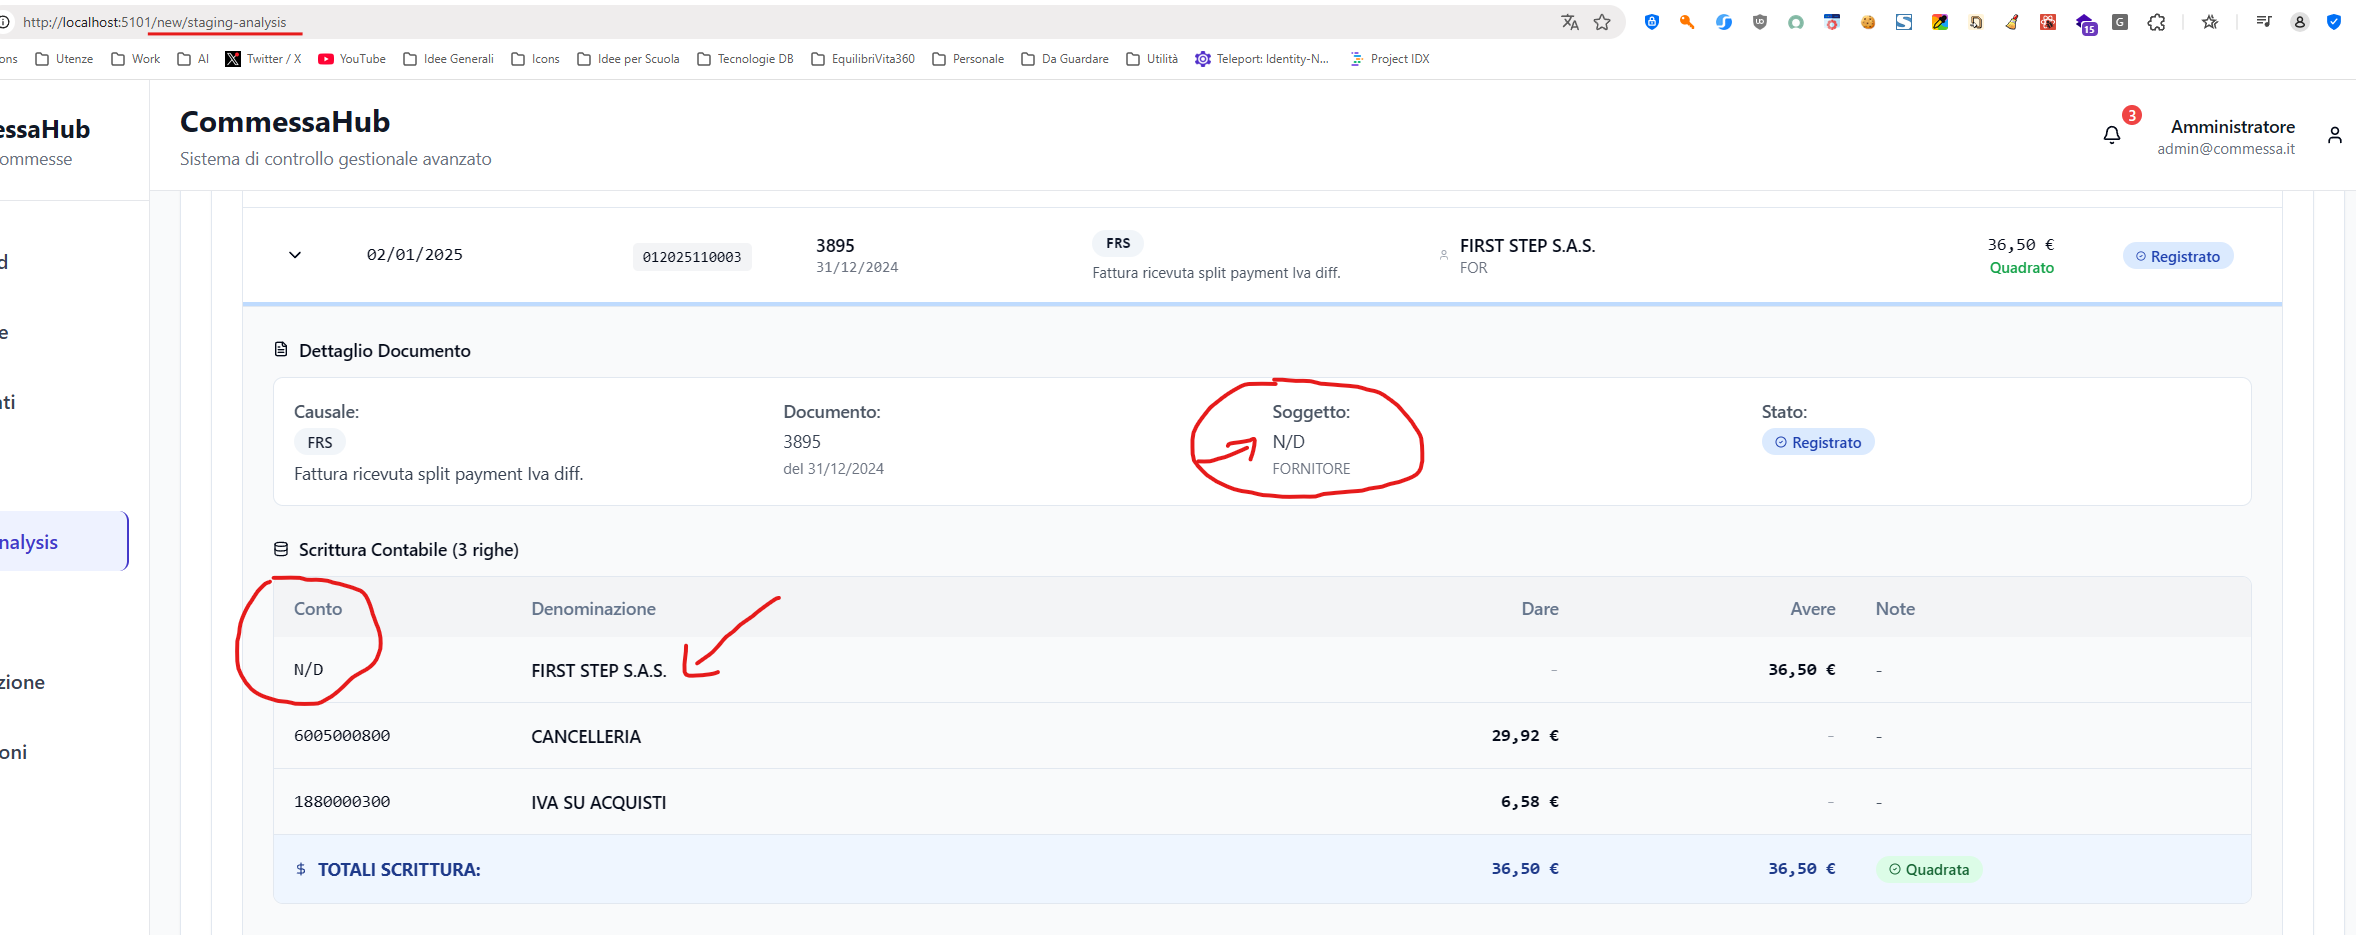 http://localhost:5101/new/staging-analysis
15
G
ons
Utenze
Work
AI
Twitter / X
YouTube
Idee Generali
Icons
Idee per Scuola
Tecnologie DB
EquilibriVita360
Personale
Da Guardare
Utilità
Teleport: Identity-N...
Project IDX
essaHub
ommesse
CommessaHub
Sistema di controllo gestionale avanzato
3
Amministratore
admin@commessa.it
d
e
ti
nalysis
zione
oni
02/01/2025
012025110003
3895
31/12/2024
FRS
Fattura ricevuta split payment Iva diff.
FIRST STEP S.A.S.
FOR
36,50 €
Quadrato
Registrato
Dettaglio Documento
Causale:
FRS
Fattura ricevuta split payment Iva diff.
Documento:
3895
del 31/12/2024
Soggetto:
N/D
FORNITORE
Stato:
Registrato
Scrittura Contabile (3 righe)
Conto Denominazione Dare Avere Note
N/D FIRST STEP S.A.S. - 36,50 € -
6005000800 CANCELLERIA 29,92 € - -
1880000300 IVA SU ACQUISTI 6,58 € - -
$ TOTALI SCRITTURA: 36,50 € 36,50 € Quadrata